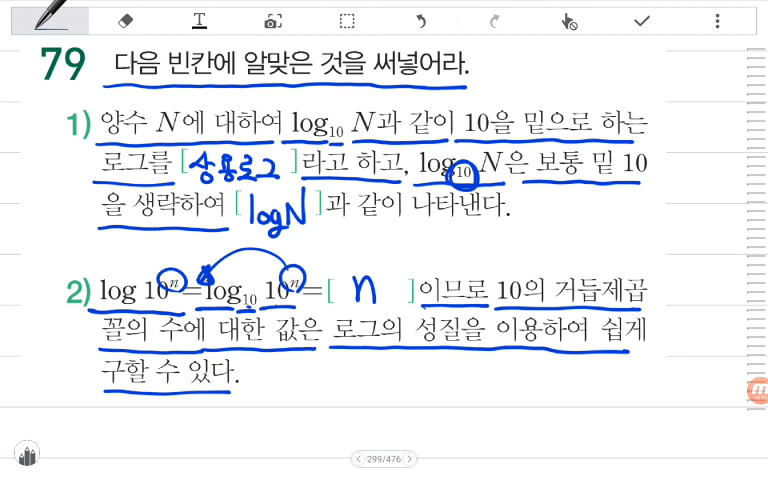 79 다음 빈칸에 알맞은 것을 써넣어라.
1) 양수 N에 대하여 log₁₀ N과 같이 10을 밑으로 하는
로그를 [ 상용로그 ]라고 하고, log₁₀ N은 보통 밑 10
을 생략하여 [ logN ]과 같이 나타낸다.
2) log 10ⁿ=log₁₀ 10ⁿ=[ n ]이므로 10의 거듭제곱
꼴의 수에 대한 값은 로그의 성질을 이용하여 쉽게
구할 수 있다.
299/476